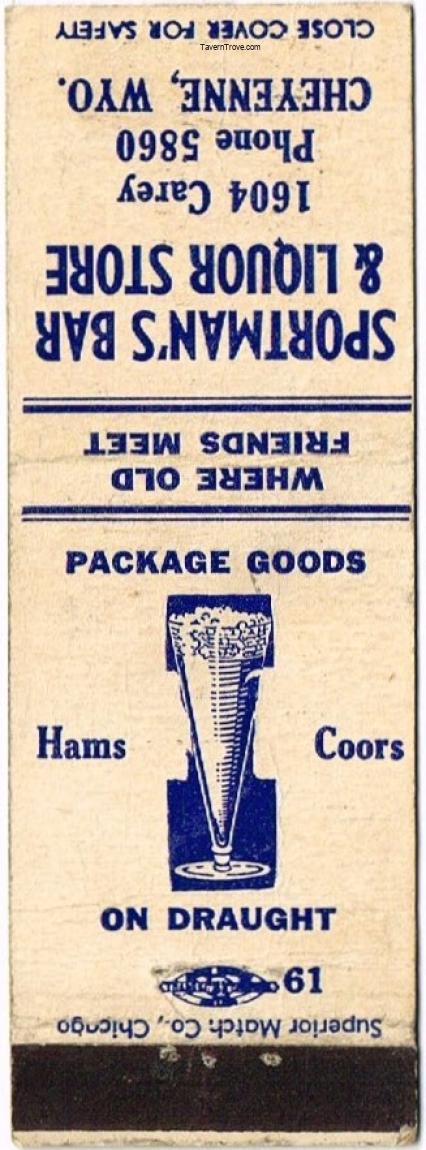 CLOSE COVER FOR SAFETY
TavernTrove.com
SPORTMAN'S BAR
& LIQUOR STORE
1604 Carey
Phone 5860
CHEYENNE, WYO.
WHERE OLD
FRIENDS MEET
PACKAGE GOODS
Hams
Coors
ON DRAUGHT
61
Superior Match Co., Chicago